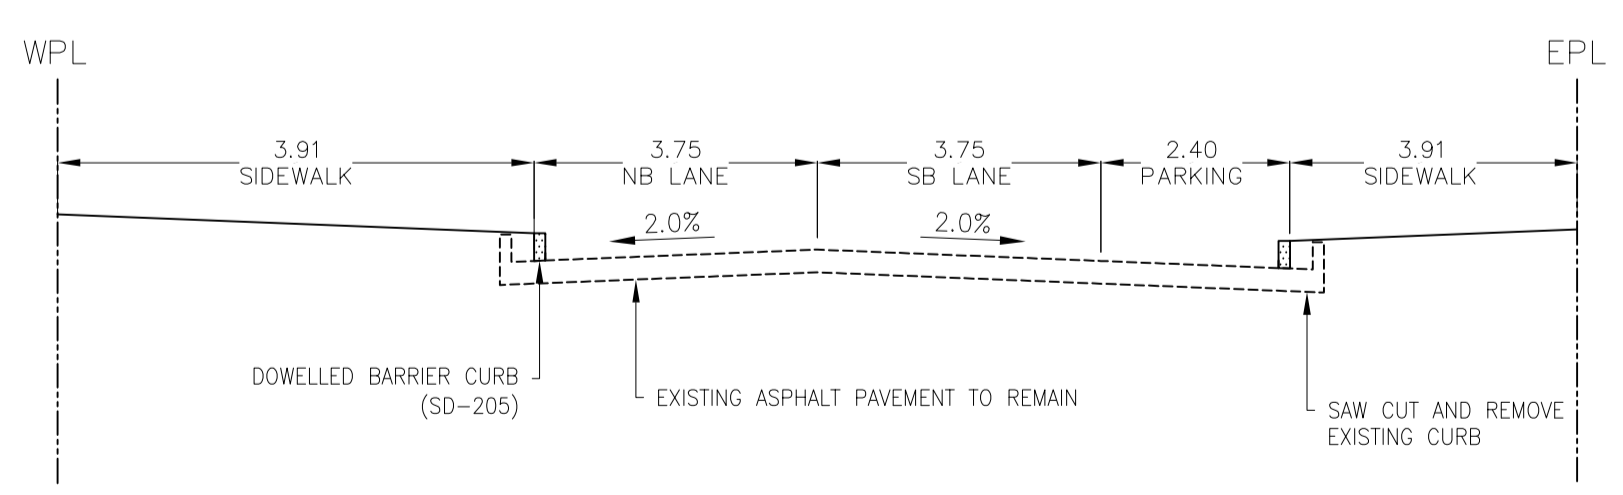 WPL
EPL
3.91
SIDEWALK
3.75
NB LANE
3.75
SB LANE
2.40
PARKING
3.91
SIDEWALK
2.0%
2.0%
DOWELLED BARRIER CURB
(SD-205)
EXISTING ASPHALT PAVEMENT TO REMAIN
SAW CUT AND REMOVE
EXISTING CURB